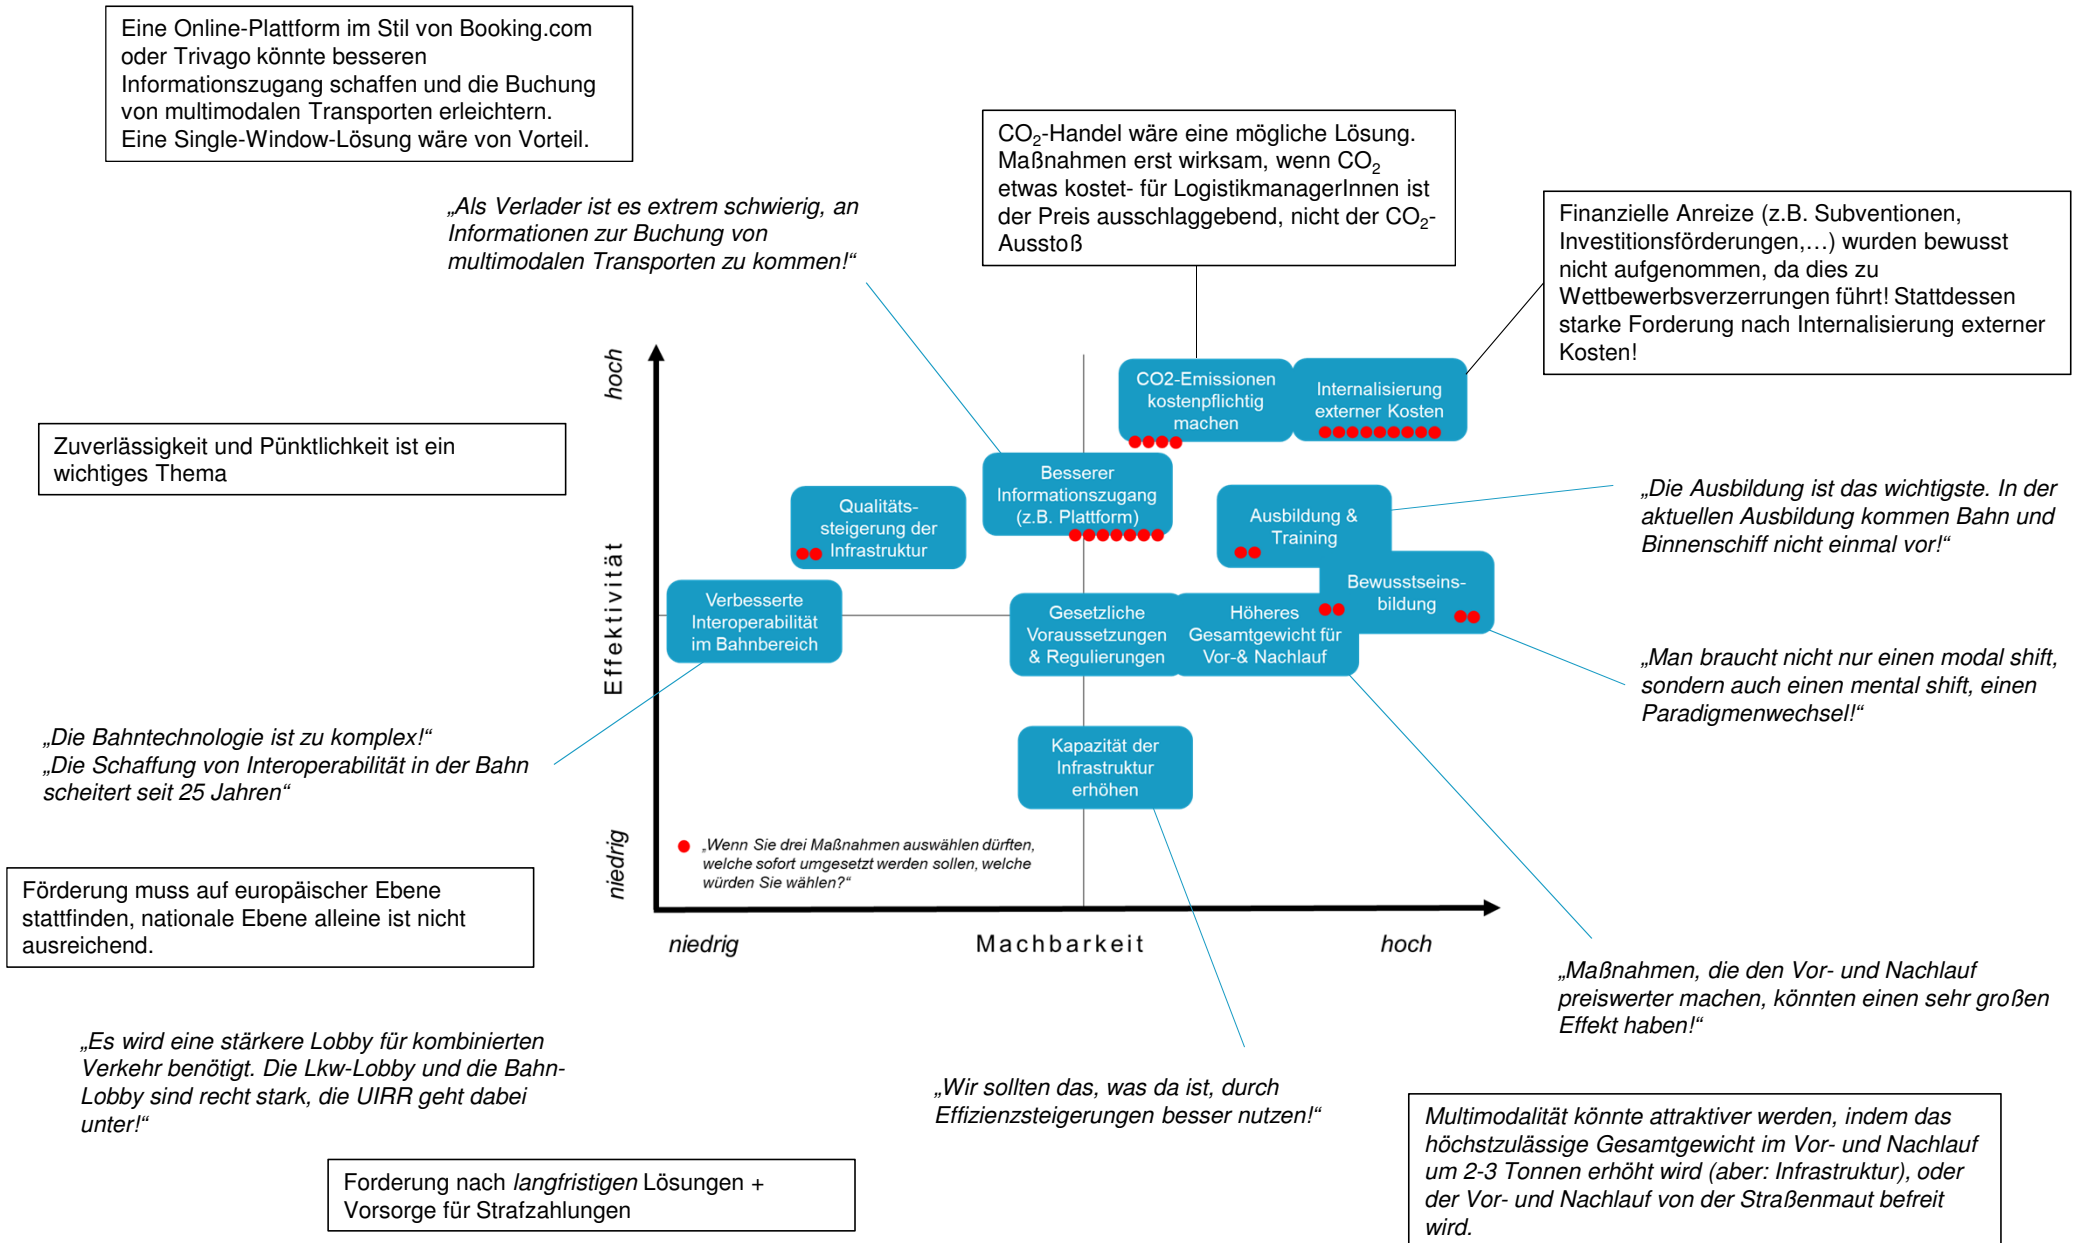 Eine Online-Plattform im Stil von Booking.com
oder Trivago könnte besseren
Informationszugang schaffen und die Buchung
von multimodalen Transporten erleichtern.
Eine Single-Window-Lösung wäre von Vorteil.
CO₂-Handel wäre eine mögliche Lösung.
Maßnahmen erst wirksam, wenn CO₂
etwas kostet- für LogistikmanagerInnen ist
der Preis ausschlaggebend, nicht der CO₂-
Ausstoß
„Als Verlader ist es extrem schwierig, an
Informationen zur Buchung von
multimodalen Transporten zu kommen!“
Finanzielle Anreize (z.B. Subventionen,
Investitionsförderungen,…) wurden bewusst
nicht aufgenommen, da dies zu
Wettbewerbsverzerrungen führt! Stattdessen
starke Forderung nach Internalisierung externer
Kosten!
hoch
CO2-Emissionen
kostenpflichtig
machen
Internalisierung
externer Kosten
Zuverlässigkeit und Pünktlichkeit ist ein
wichtiges Thema
Besserer
Informationszugang
(z.B. Plattform)
Qualitäts-
steigerung der
Infrastruktur
Ausbildung &
Training
„Die Ausbildung ist das wichtigste. In der
aktuellen Ausbildung kommen Bahn und
Binnenschiff nicht einmal vor!“
Effektivität
Verbesserte
Interoperabilität
im Bahnbereich
Gesetzliche
Voraussetzungen
& Regulierungen
Höheres
Gesamtgewicht für
Vor-& Nachlauf
Bewusstseins-
bildung
„Man braucht nicht nur einen modal shift,
sondern auch einen mental shift, einen
Paradigmenwechsel!“
„Die Bahntechnologie ist zu komplex!“
„Die Schaffung von Interoperabilität in der Bahn
scheitert seit 25 Jahren“
Kapazität der
Infrastruktur
erhöhen
niedrig
„Wenn Sie drei Maßnahmen auswählen dürften,
welche sofort umgesetzt werden sollen, welche
würden Sie wählen?“
Förderung muss auf europäischer Ebene
stattfinden, nationale Ebene alleine ist nicht
ausreichend.
niedrig
Machbarkeit
hoch
„Maßnahmen, die den Vor- und Nachlauf
preiswerter machen, könnten einen sehr großen
Effekt haben!“
„Es wird eine stärkere Lobby für kombinierten
Verkehr benötigt. Die Lkw-Lobby und die Bahn-
Lobby sind recht stark, die UIRR geht dabei
unter!“
„Wir sollten das, was da ist, durch
Effizienzsteigerungen besser nutzen!“
Multimodalität könnte attraktiver werden, indem das
höchstzulässige Gesamtgewicht im Vor- und Nachlauf
um 2-3 Tonnen erhöht wird (aber: Infrastruktur), oder
der Vor- und Nachlauf von der Straßenmaut befreit
wird.
Forderung nach langfristigen Lösungen +
Vorsorge für Strafzahlungen